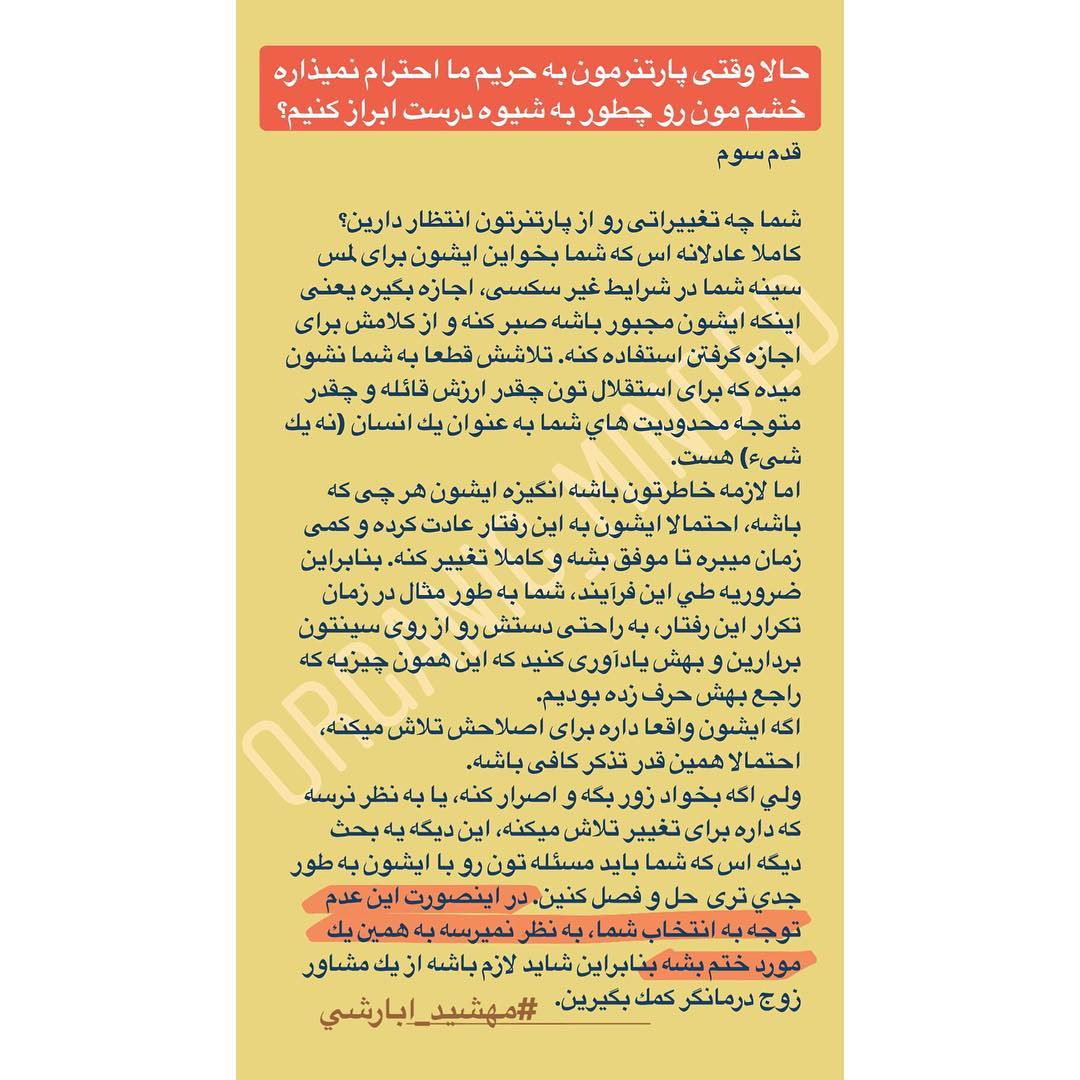 حالا وقتی پارتنرمون به حریم ما احترام نمیذاره
خشم مون رو چطور به شیوه درست ابراز کنیم؟
قدم سوم
شما چه تغییراتی رو از پارتنرتون انتظار دارین؟
کاملا عادلانه اس که شما بخواین ایشون برای لمس
سینه شما در شرایط غیر سکسی، اجازه بگیره یعنی
اینکه ایشون مجبور باشه صبر کنه و از کلامش برای
اجازه گرفتن استفاده کنه. تلاشش قطعا به شما نشون
میده که برای استقلال تون چقدر ارزش قائله و چقدر
متوجه محدودیت هاي شما به عنوان يك انسان (نه يك
شیء) هست.
اما لازمه خاطرتون باشه انگیزه ایشون هر چی که
باشه، احتمالا ایشون به این رفتار عادت کرده و کمی
زمان میبره تا موفق بشه و کاملا تغییر کنه. بنابراین
ضروریه طي این فرآیند، شما به طور مثال در زمان
تکرار این رفتار، به راحتی دستش رو از روی سینتون
بردارین و بهش یادآوری کنید که این همون چیزیه که
راجع بهش حرف زده بودیم.
اگه ایشون واقعا داره برای اصلاحش تلاش میکنه،
احتمالا همین قدر تذکر کافی باشه.
ولي اگه بخواد زور بگه و اصرار کنه، یا به نظر نرسه
که داره برای تغییر تلاش میکنه، این دیگه یه بحث
دیگه اس که شما باید مسئله تون رو با ایشون به طور
جدي تری حل و فصل کنین. در اینصورت این عدم
توجه به انتخاب شما، به نظر نمیرسه به همین يك
مورد ختم بشه بنابراین شاید لازم باشه از يك مشاور
زوج درمانگر كمك بگیرین.
#مهشيد_ابارشي
ORGANIC_MINDED